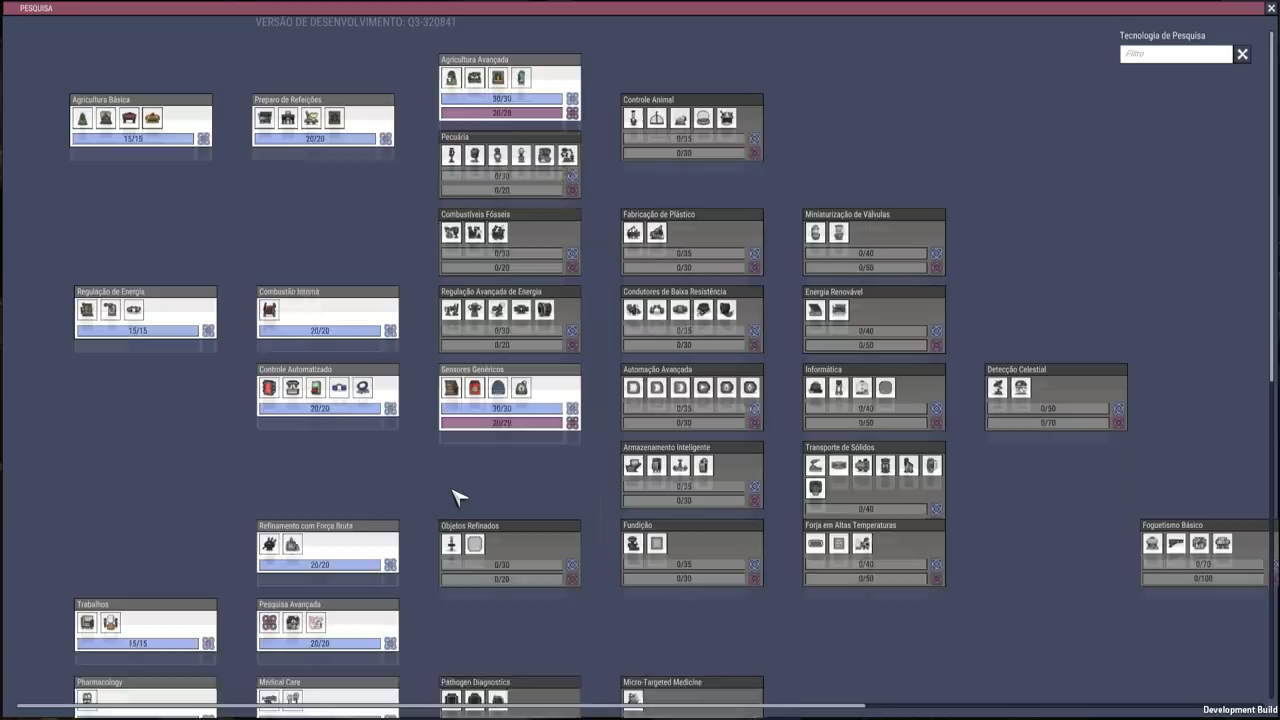 PESQUISA
VERSÃO DE DESENVOLVIMENTO: Q3-320841
Tecnologia de Pesquisa
Filtro
Agricultura Avançada
30/30
20/20
Agricultura Básica
15/15
Preparo de Refeições
20/20
Controle Animal
0/35
0/30
Pecuária
0/30
0/20
Combustíveis Fósseis
0/30
0/20
Fabricação de Plástico
0/35
0/30
Miniaturização de Válvulas
0/40
0/50
Regulação de Energia
15/15
Combustão Interna
20/20
Regulação Avançada de Energia
0/30
0/20
Condutores de Baixa Resistência
0/35
0/30
Energia Renovável
0/40
0/50
Controle Automatizado
20/20
Sensores Genéricos
30/30
20/20
Automação Avançada
0/35
0/30
Informática
0/40
0/50
Detecção Celestial
0/50
0/70
Armazenamento Inteligente
0/35
0/30
Transporte de Sólidos
0/40
Refinamento com Força Bruta
20/20
Objetos Refinados
0/30
0/20
Fundição
0/35
0/30
Forja em Altas Temperaturas
0/40
0/50
Foguetismo Básico
0/70
0/100
Trabalhos
15/15
Pesquisa Avançada
20/20
Pharmacology
Medical Care
Pathogen Diagnostics
Micro-Targeted Medicine
Development Build